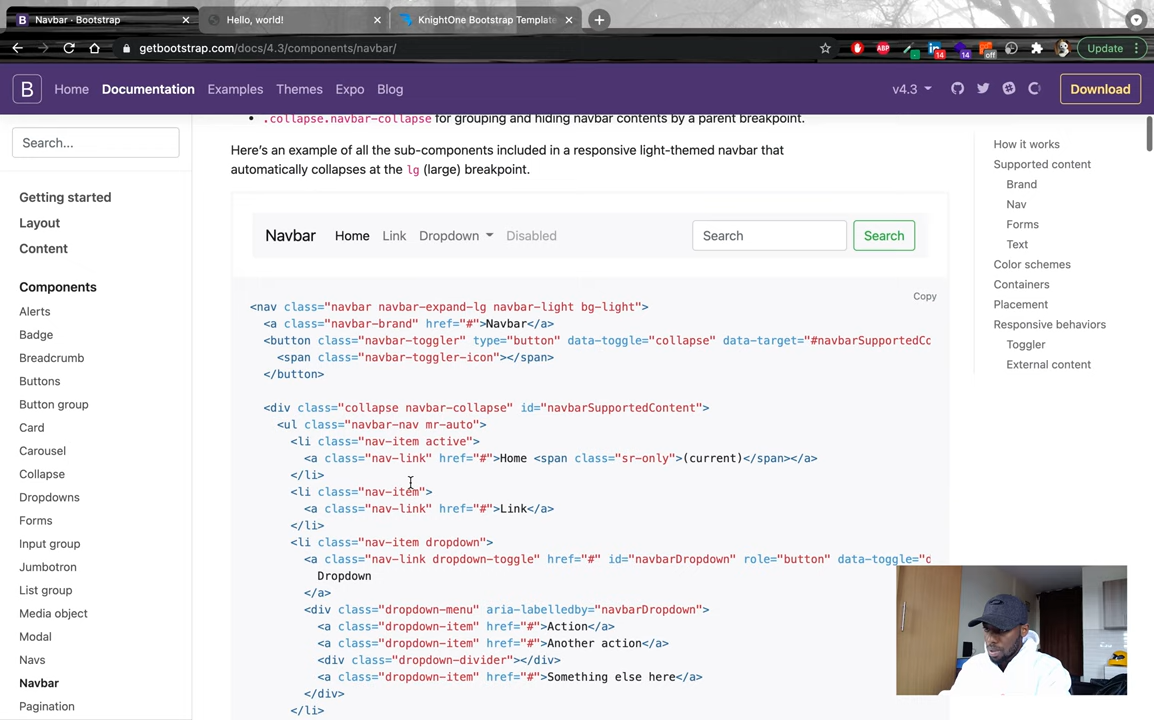 Navbar · Bootstrap
Hello, world!
KnightOne Bootstrap Template
getbootstrap.com/docs/4.3/components/navbar/
ABP
14
14
off
Update
B
Home
Documentation
Examples
Themes
Expo
Blog
v4.3
Download
Search...
Getting started
Layout
Content
Components
Alerts
Badge
Breadcrumb
Buttons
Button group
Card
Carousel
Collapse
Dropdowns
Forms
Input group
Jumbotron
List group
Media object
Modal
Navs
Navbar
Pagination
.collapse.navbar-collapse for grouping and hiding navbar contents by a parent breakpoint.
Here's an example of all the sub-components included in a responsive light-themed navbar that
automatically collapses at the lg (large) breakpoint.
Navbar Home Link Dropdown Disabled Search Search
Copy
<nav class="navbar navbar-expand-lg navbar-light bg-light">
<a class="navbar-brand" href="#">Navbar</a>
<button class="navbar-toggler" type="button" data-toggle="collapse" data-target="#navbarSupportedCo
<span class="navbar-toggler-icon"></span>
</button>
<div class="collapse navbar-collapse" id="navbarSupportedContent">
<ul class="navbar-nav mr-auto">
<li class="nav-item active">
<a class="nav-link" href="#">Home <span class="sr-only">(current)</span></a>
</li>
<li class="nav-item">
<a class="nav-link" href="#">Link</a>
</li>
<li class="nav-item dropdown">
<a class="nav-link dropdown-toggle" href="#" id="navbarDropdown" role="button" data-toggle="d
Dropdown
</a>
<div class="dropdown-menu" aria-labelledby="navbarDropdown">
<a class="dropdown-item" href="#">Action</a>
<a class="dropdown-item" href="#">Another action</a>
<div class="dropdown-divider"></div>
<a class="dropdown-item" href="#">Something else here</a>
</div>
</li>
How it works
Supported content
Brand
Nav
Forms
Text
Color schemes
Containers
Placement
Responsive behaviors
Toggler
External content